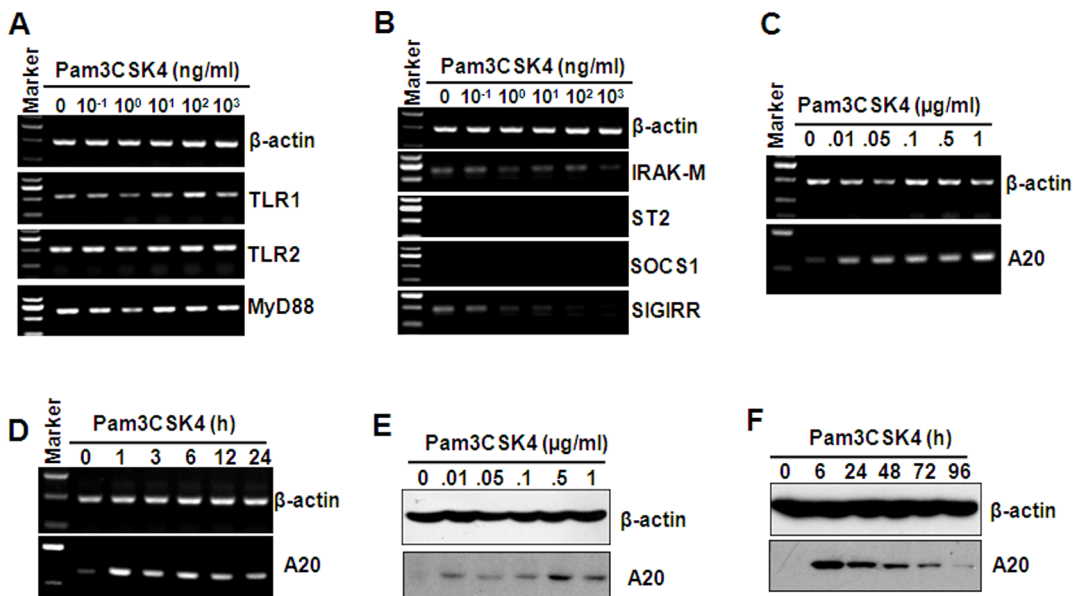 A
Marker
Pam3CSK4 (ng/ml)
0 10⁻¹ 10⁰ 10¹ 10² 10³
β-actin
TLR1
TLR2
MyD88
B
Marker
Pam3CSK4 (ng/ml)
0 10⁻¹ 10⁰ 10¹ 10² 10³
β-actin
IRAK-M
ST2
SOCS1
SIGIRR
C
Marker
Pam3CSK4 (µg/ml)
0 .01 .05 .1 .5 1
β-actin
A20
D
Marker
Pam3CSK4 (h)
0 1 3 6 12 24
β-actin
A20
E
Pam3CSK4 (µg/ml)
0 .01 .05 .1 .5 1
β-actin
A20
F
Pam3CSK4 (h)
0 6 24 48 72 96
β-actin
A20